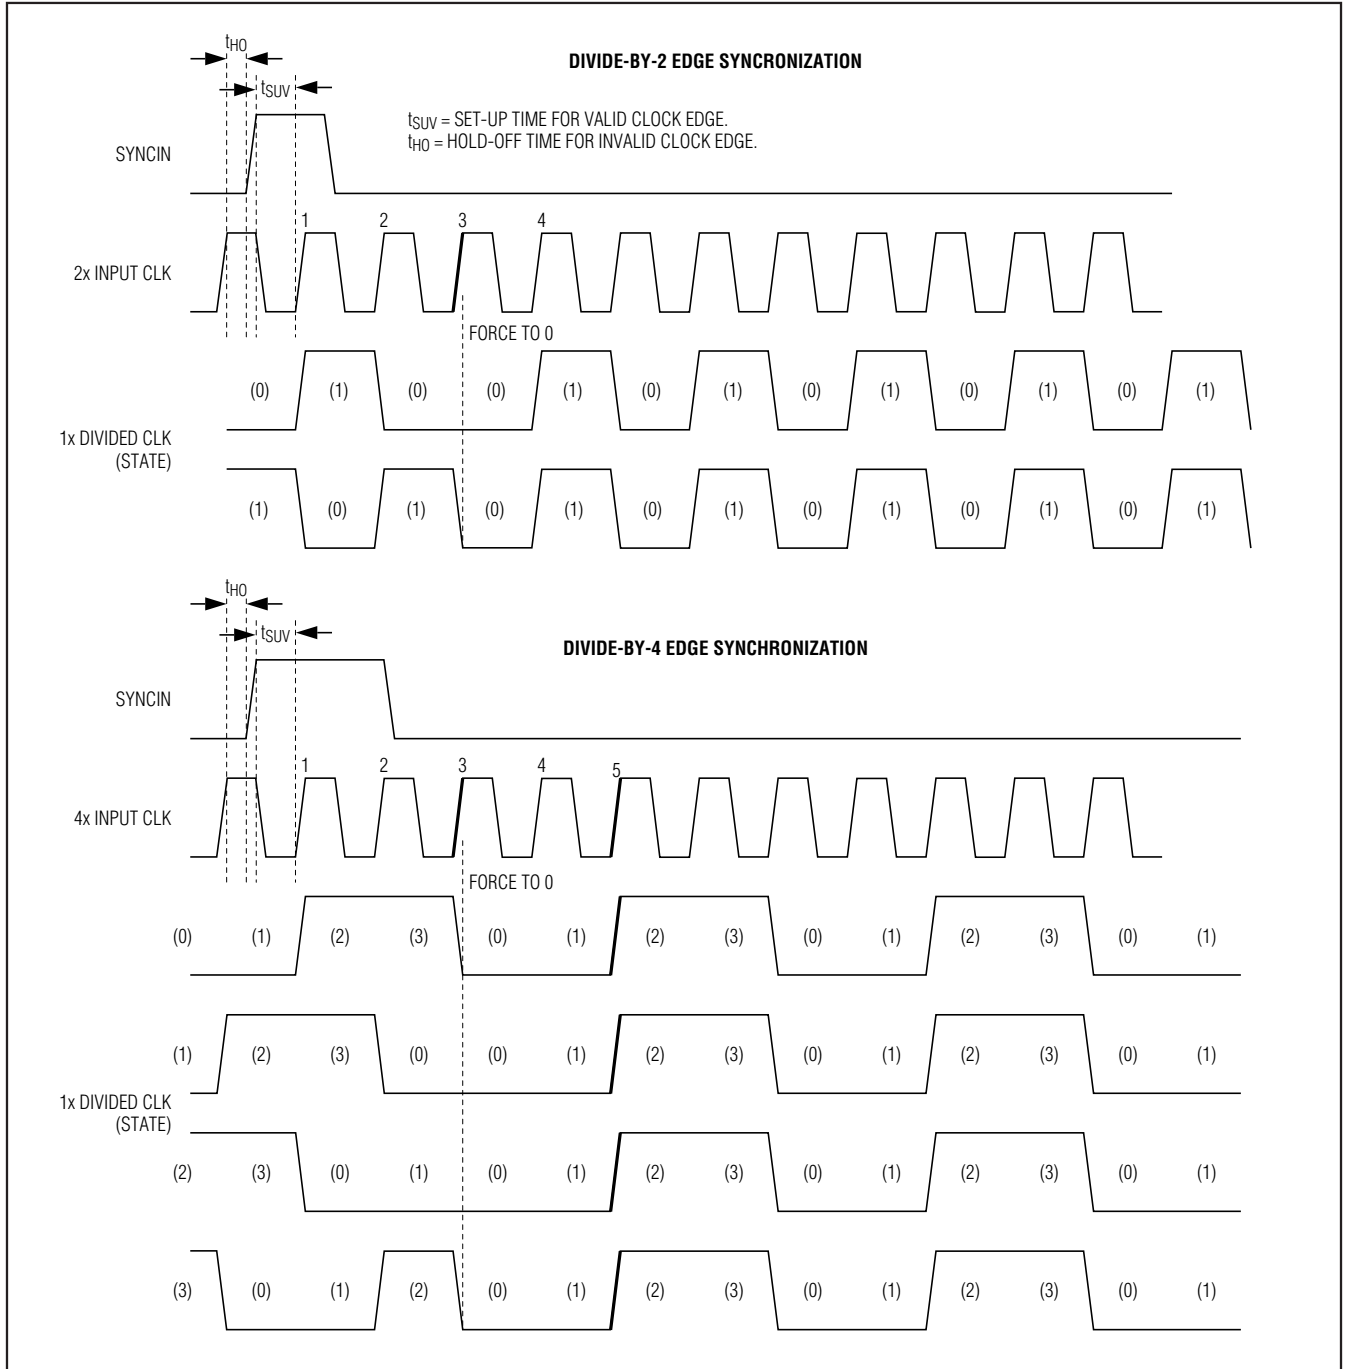 tHO
DIVIDE-BY-2 EDGE SYNCRONIZATION
tSUV
tSUV = SET-UP TIME FOR VALID CLOCK EDGE.
tHO = HOLD-OFF TIME FOR INVALID CLOCK EDGE.
SYNCIN
1 2 3 4
2x INPUT CLK
FORCE TO 0
(0) (1) (0) (0) (1) (0) (1) (0) (1) (0) (1) (0) (1)
1x DIVIDED CLK
(STATE)
(1) (0) (1) (0) (1) (0) (1) (0) (1) (0) (1) (0) (1)
tHO
tSUV
DIVIDE-BY-4 EDGE SYNCHRONIZATION
SYNCIN
1 2 3 4 5
4x INPUT CLK
FORCE TO 0
(0) (1) (2) (3) (0) (1) (2) (3) (0) (1) (2) (3) (0) (1)
(1) (2) (3) (0) (0) (1) (2) (3) (0) (1) (2) (3) (0) (1)
1x DIVIDED CLK
(STATE)
(2) (3) (0) (1) (0) (1) (2) (3) (0) (1) (2) (3) (0) (1)
(3) (0) (1) (2) (0) (1) (2) (3) (0) (1) (2) (3) (0) (1)